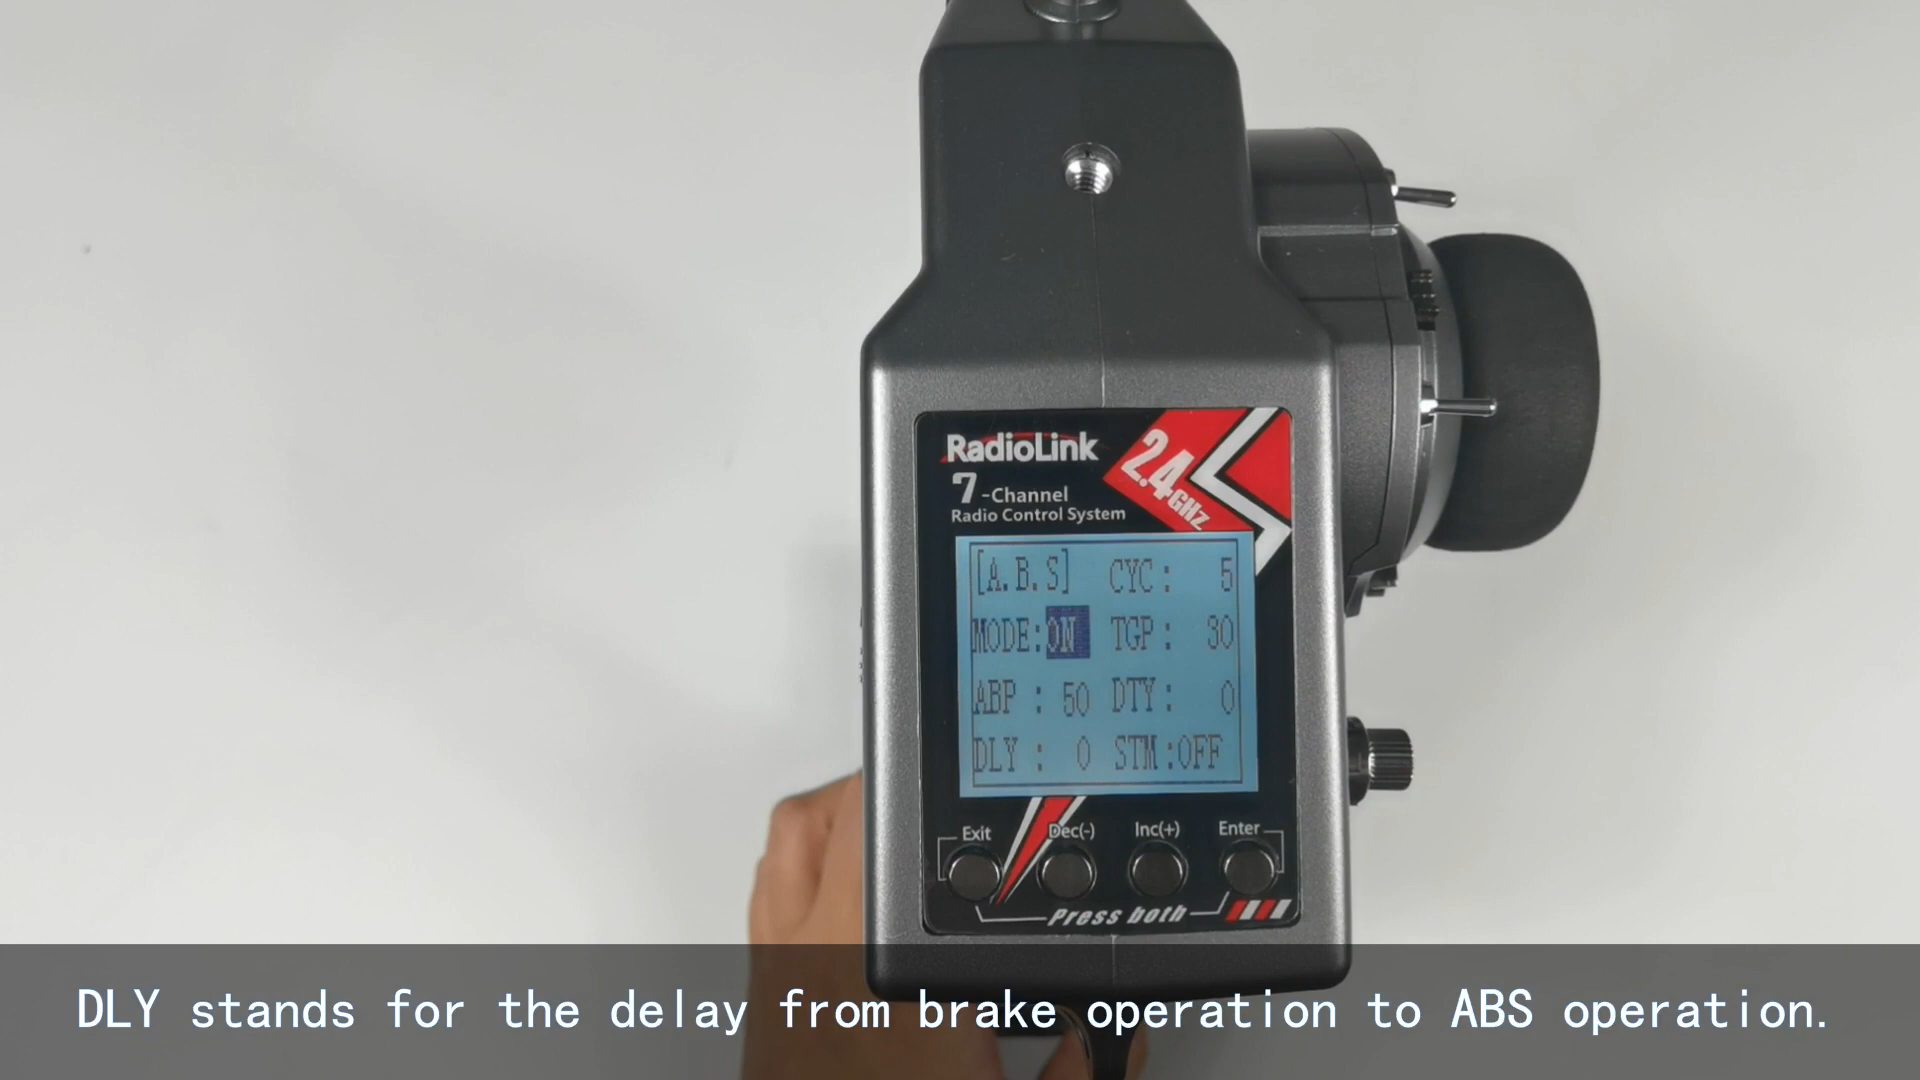 RadioLink
7-Channel
Radio Control System
2.4GHz
[A.B.S] CYC: 5
MODE:ON TGP: 30
ABP : 50 DTY: 0
DLY : 0 STM:OFF
Exit Dec(-) Inc(+) Enter
Press both
DLY stands for the delay from brake operation to ABS operation.